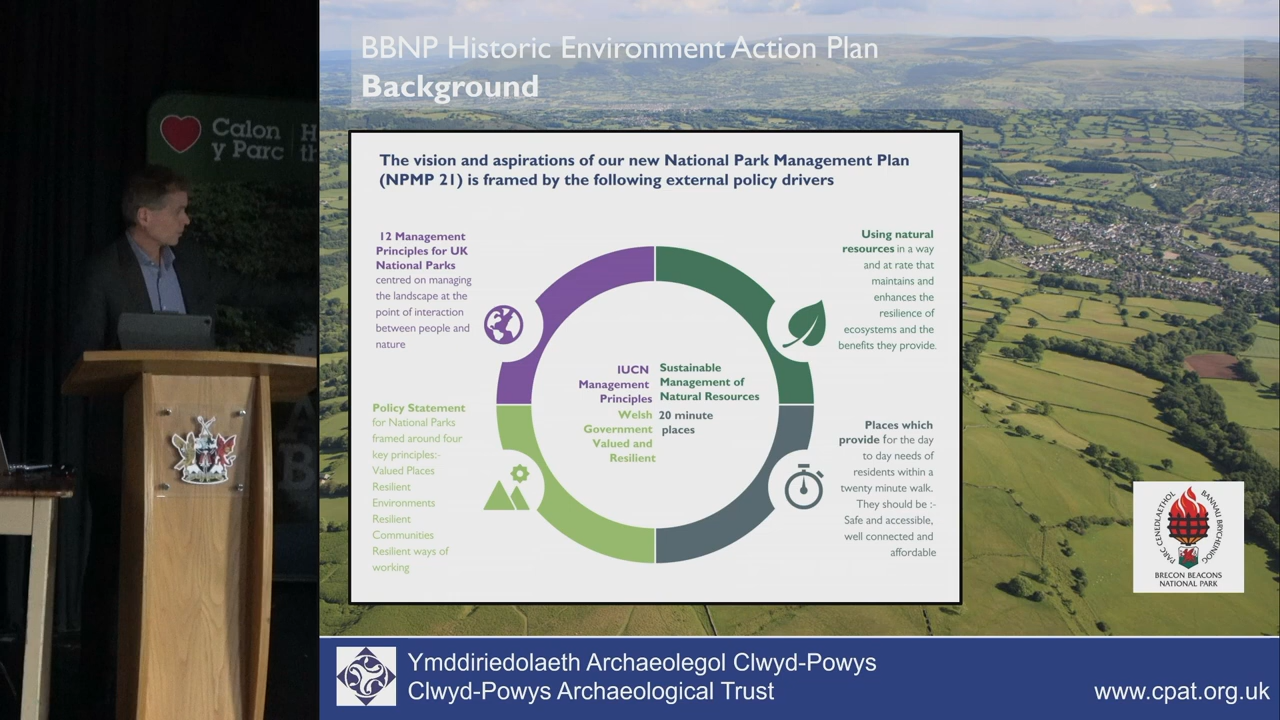 Calon
y Parc
BBNP Historic Environment Action Plan
Background
The vision and aspirations of our new National Park Management Plan
(NPMP 21) is framed by the following external policy drivers
12 Management
Principles for UK
National Parks
centred on managing
the landscape at the
point of interaction
between people and
nature
Using natural
resources in a way
and at rate that
maintains and
enhances the
resilience of
ecosystems and the
benefits they provide.
IUCN
Management
Principles
Sustainable
Management of
Natural Resources
Welsh
Government
Valued and
Resilient
20 minute
places
Policy Statement
for National Parks
framed around four
key principles:-
Valued Places
Resilient
Environments
Resilient
Communities
Resilient ways of
working
Places which
provide for the day
to day needs of
residents within a
twenty minute walk.
They should be :-
Safe and accessible,
well connected and
affordable
PARC CENEDLAETHOL BANNAU BRYCHEINIOG
BRECON BEACONS
NATIONAL PARK
Ymddiriedolaeth Archaeolegol Clwyd-Powys
Clwyd-Powys Archaeological Trust
www.cpat.org.uk